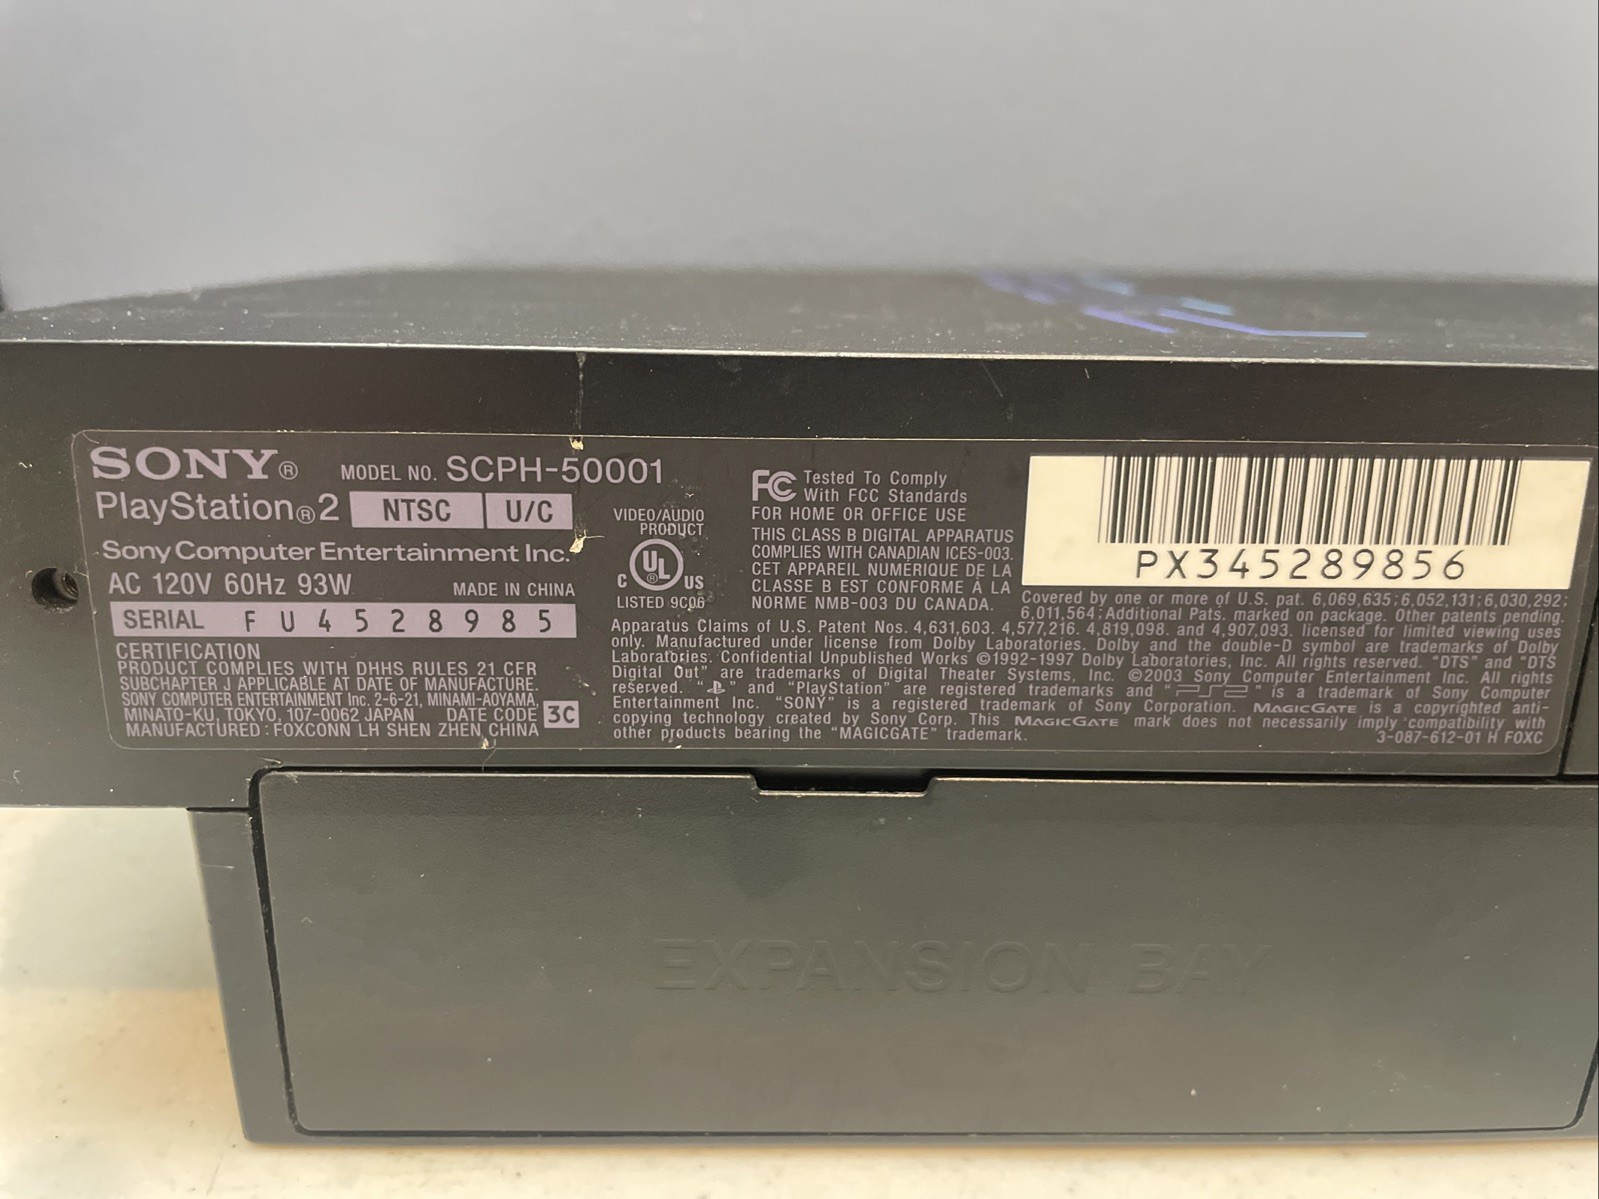 SONY® MODEL NO. SCPH-50001
PlayStation®2 NTSC U/C
Sony Computer Entertainment Inc.
AC 120V 60Hz 93W MADE IN CHINA
SERIAL FU4528985
CERTIFICATION
PRODUCT COMPLIES WITH DHHS RULES 21 CFR
SUBCHAPTER J APPLICABLE AT DATE OF MANUFACTURE.
SONY COMPUTER ENTERTAINMENT Inc. 2-6-21, MINAMI-AOYAMA,
MINATO-KU, TOKYO, 107-0062 JAPAN DATE CODE 3C
MANUFACTURED : FOXCONN LH SHEN ZHEN, CHINA
VIDEO/AUDIO
PRODUCT
C UL® US
LISTED 9C06
FC Tested To Comply
With FCC Standards
FOR HOME OR OFFICE USE
THIS CLASS B DIGITAL APPARATUS
COMPLIES WITH CANADIAN ICES-003.
CET APPAREIL NUMÉRIQUE DE LA
CLASSE B EST CONFORME À LA
NORME NMB-003 DU CANADA.
PX345289856
Covered by one or more of U.S. pat. 6,069,635; 6,052,131; 6,030,292;
6,011,564; Additional Pats. marked on package. Other patents pending.
Apparatus Claims of U.S. Patent Nos. 4,631,603. 4,577,216. 4,819,098. and 4,907,093. licensed for limited viewing uses
only. Manufactured under license from Dolby Laboratories. Dolby and the double-D symbol are trademarks of Dolby
Laboratories. Confidential Unpublished Works ©1992-1997 Dolby Laboratories, Inc. All rights reserved. "DTS" and "DTS
Digital Out" are trademarks of Digital Theater Systems, Inc. ©2003 Sony Computer Entertainment Inc. All rights
reserved. " " and "PlayStation" are registered trademarks and "PS2" is a trademark of Sony Computer
Entertainment Inc. "SONY" is a registered trademark of Sony Corporation. MAGICGATE is a copyrighted anti-
copying technology created by Sony Corp. This MAGICGATE mark does not necessarily imply compatibility with
other products bearing the "MAGICGATE" trademark.
3-087-612-01 H FOXC
EXPANSION BAY